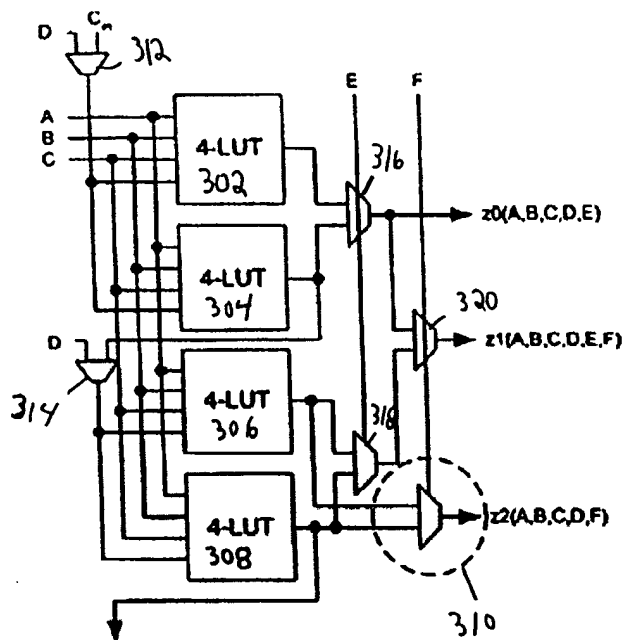 D Cin
312
E F
A
B
C
4-LUT
302
316
z0(A,B,C,D,E)
4-LUT
304
320
z1(A,B,C,D,E,F)
D
314
4-LUT
306
318
4-LUT
308
z2(A,B,C,D,F)
310